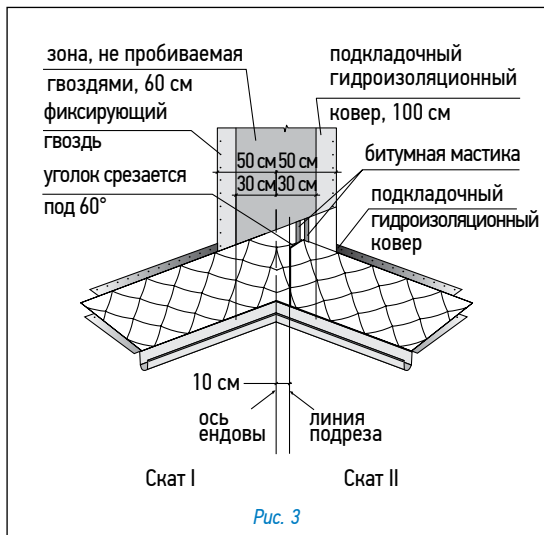 зона, не пробиваемая
гвоздями, 60 см
фиксирующий
гвоздь
уголок срезается
под 60°
подкладочный
гидроизоляционный
ковер, 100 см
битумная мастика
подкладочный
гидроизоляционный
ковер
50 см 50 см
30 см 30 см
10 см
ось
ендовы
линия
подреза
Скат I
Скат II
Рис. 3